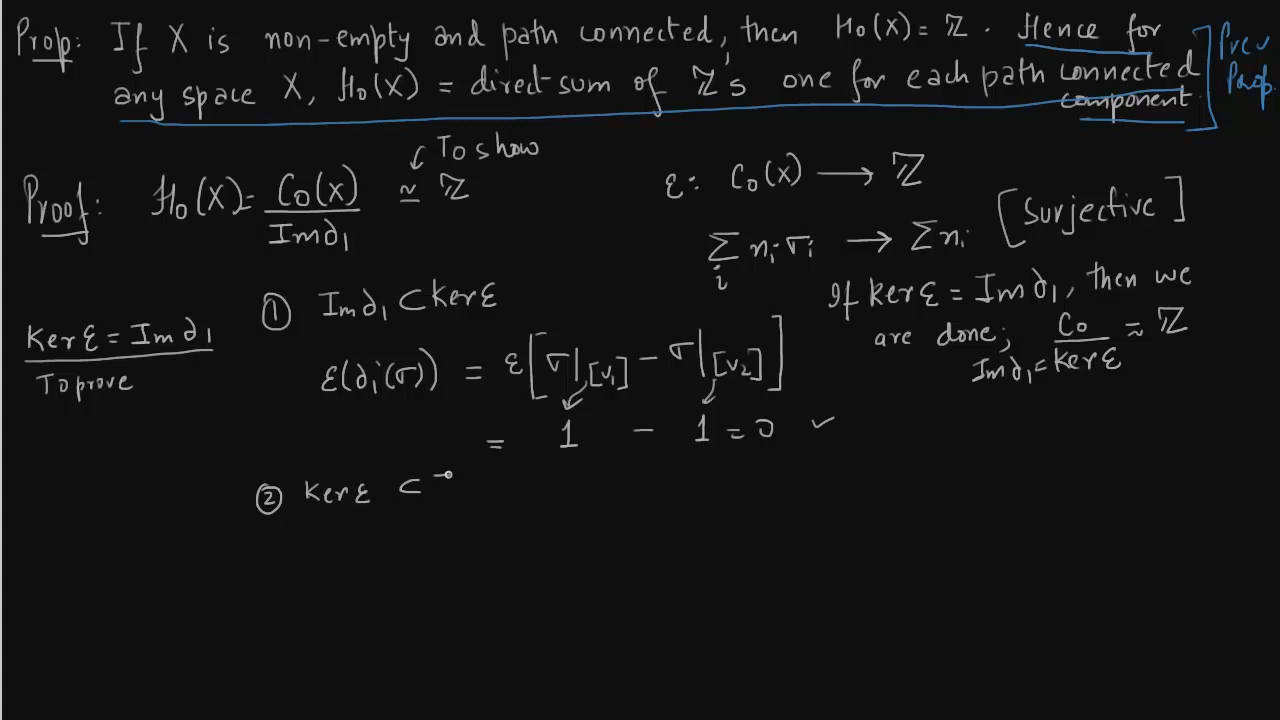 Prop: If X is non-empty and path connected, then H₀(X) = ℤ. Hence for
any space X, H₀(X) = direct sum of ℤ's one for each path connected
component
Prev
Prop.
To show
Proof: H₀(X) = C₀(X) / Im∂₁ ≃ ℤ
ε: C₀(X) ⟶ ℤ
∑_i nᵢσᵢ ⟶ ∑nᵢ [Surjective]
If Ker ε = Im∂₁, then we
are done; C₀ / Im∂₁ = Ker ε ≈ ℤ
Ker ε = Im ∂₁
To prove
① Im∂₁ ⊂ Ker ε
ε(∂₁(σ)) = ε[σ|[v₁] − σ|[v₂]]
= 1 − 1 = 0 ✓
② Ker ε ⊂